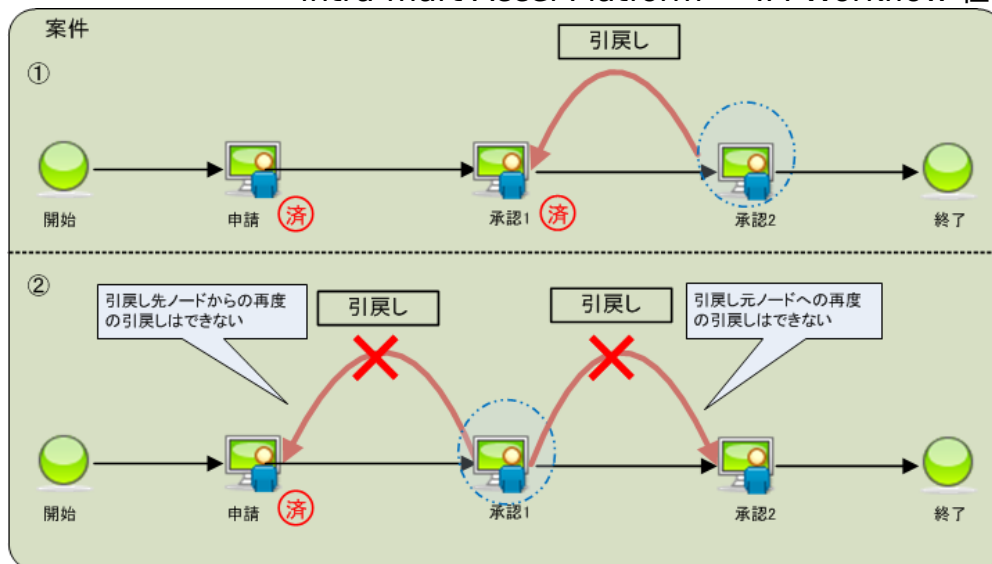 案件
①
引戻し
開始
申請
済
承認1
済
承認2
終了
②
引戻し先ノードからの再度
の引戻しはできない
引戻し
引戻し
引戻し元ノードへの再度
の引戻しはできない
開始
申請
済
承認1
承認2
終了